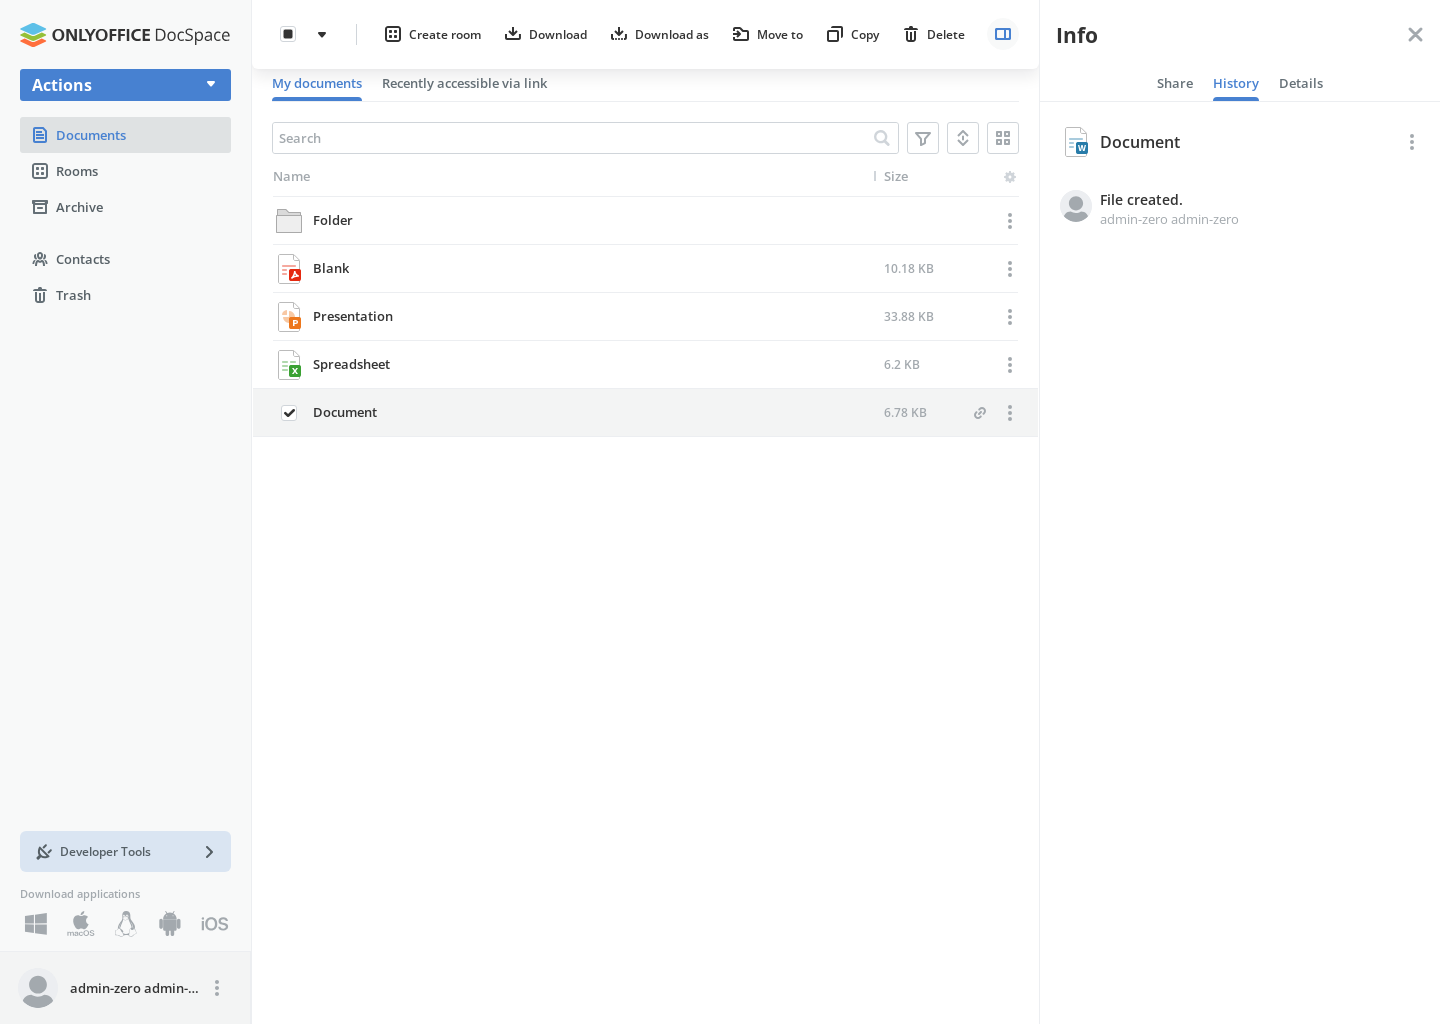 ONLYOFFICE DocSpace
Actions
Documents
Rooms
Archive
Contacts
Trash
Developer Tools
Download applications
macOS
iOS
admin-zero admin-...
Create room
Download
Download as
Move to
Copy
Delete
My documents
Recently accessible via link
Search
Name
Size
Folder
Blank
10.18 KB
P
Presentation
33.88 KB
X
Spreadsheet
6.2 KB
Document
6.78 KB
Info
Share
History
Details
W
Document
File created.
admin-zero admin-zero